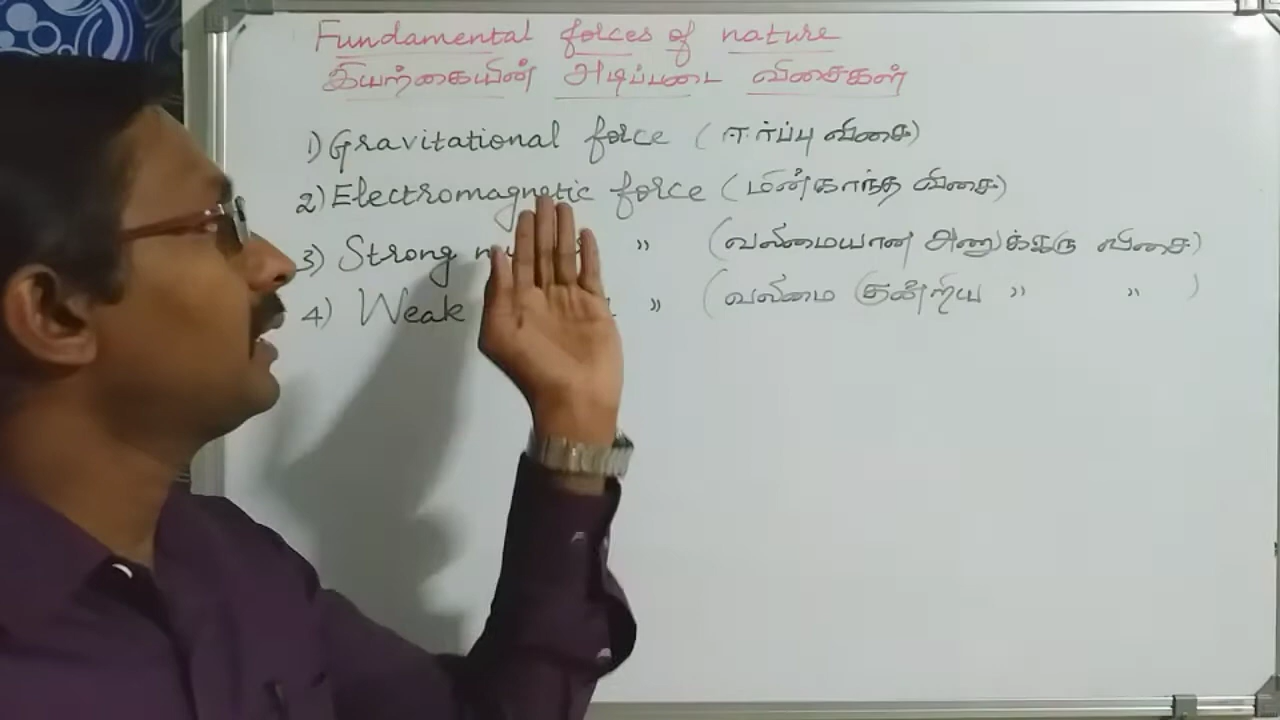 Fundamental forces of nature
இயற்கையின் அடிப்படை விசைகள்
1) Gravitational force (ஈர்ப்பு விசை)
2) Electromagnetic force (மின்காந்த விசை)
3) Strong " (வலிமையான அணுக்கரு விசை)
4) Weak " (வலிமை குன்றிய " " )